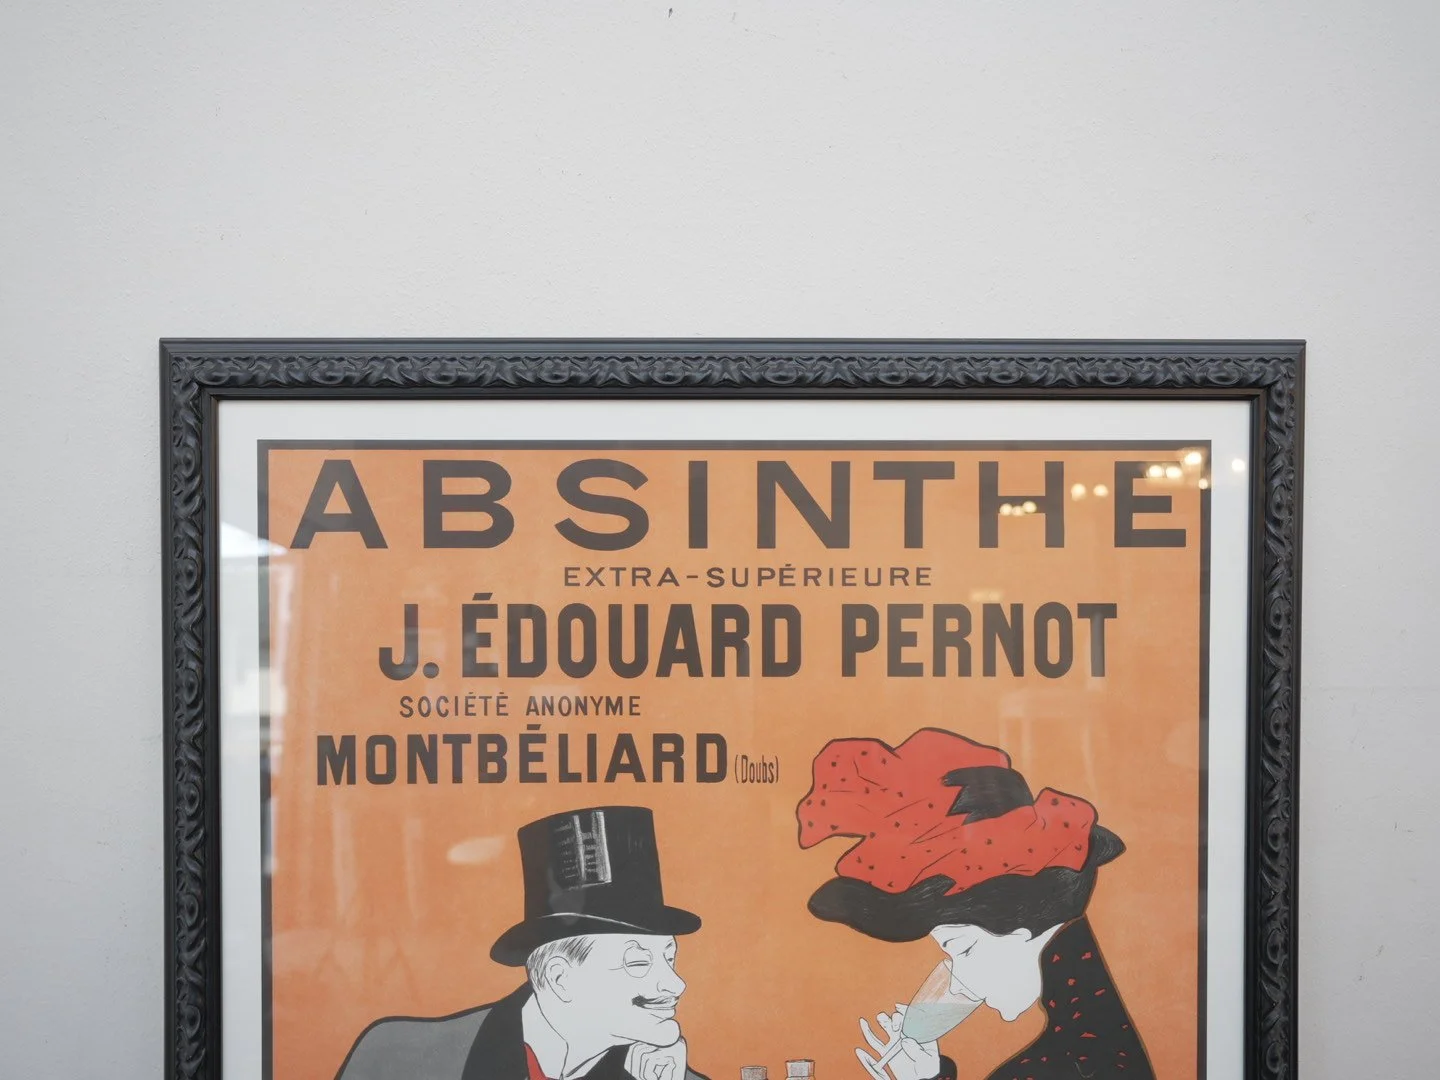 ABSINTHE
EXTRA-SUPÉRIEURE
J. ÉDOUARD PERNOT
SOCIÉTÉ ANONYME
MONTBÉLIARD (Doubs)